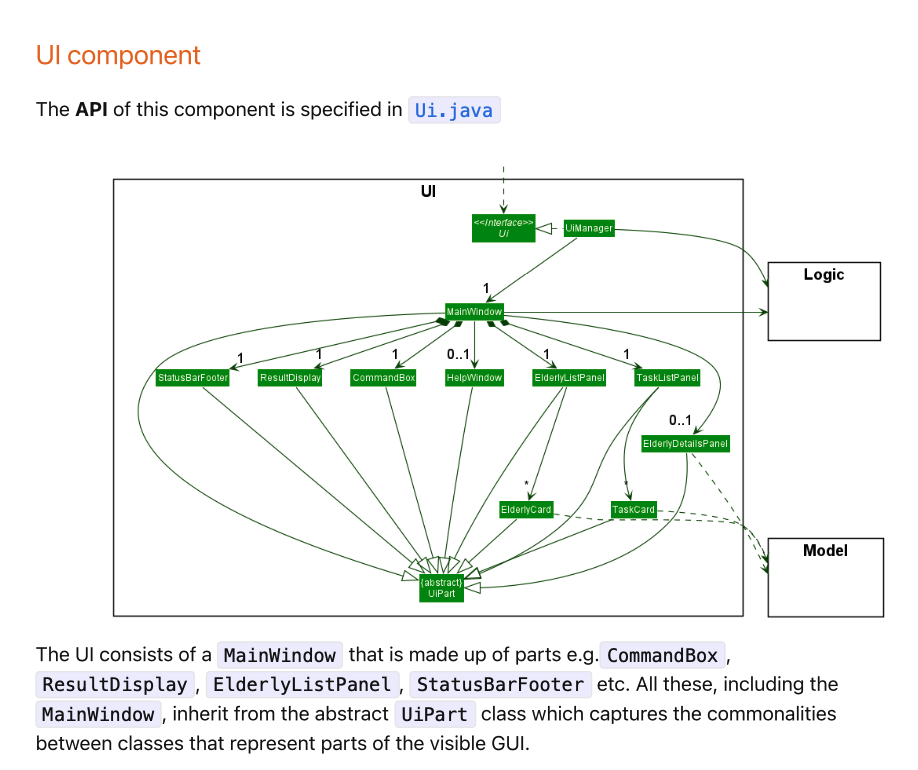 UI component
The API of this component is specified in Ui.java
UI
<<Interface>>
Ui
UiManager
Logic
1
MainWindow
1
1
1
0..1
1
1
StatusBarFooter
ResultDisplay
CommandBox
HelpWindow
ElderlyListPanel
TaskListPanel
0..1
ElderlyDetailsPanel
*
*
ElderlyCard
TaskCard
Model
{abstract}
UiPart
The UI consists of a MainWindow that is made up of parts e.g. CommandBox ,
ResultDisplay , ElderlyListPanel , StatusBarFooter etc. All these, including the
MainWindow , inherit from the abstract UiPart class which captures the commonalities
between classes that represent parts of the visible GUI.